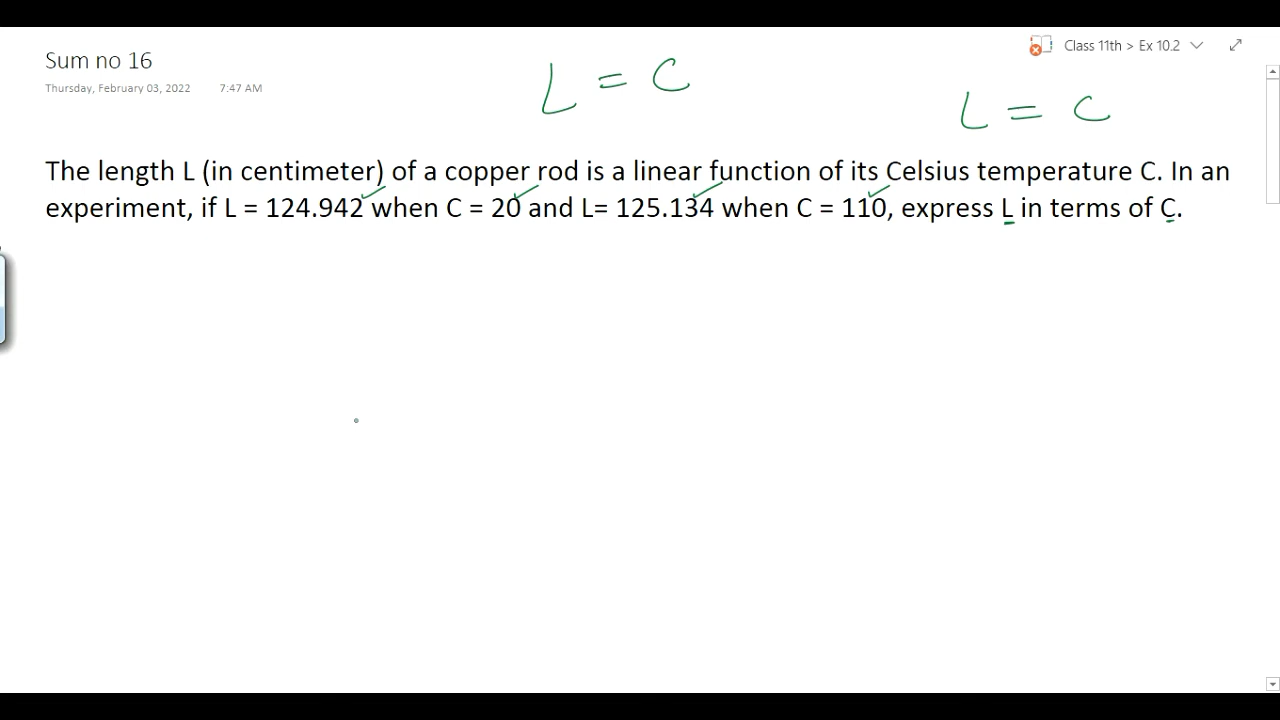 Class 11th > Ex 10.2
Sum no 16
Thursday, February 03, 2022 7:47 AM
L = C
L = C
The length L (in centimeter) of a copper rod is a linear function of its Celsius temperature C. In an
experiment, if L = 124.942 when C = 20 and L= 125.134 when C = 110, express L in terms of C.